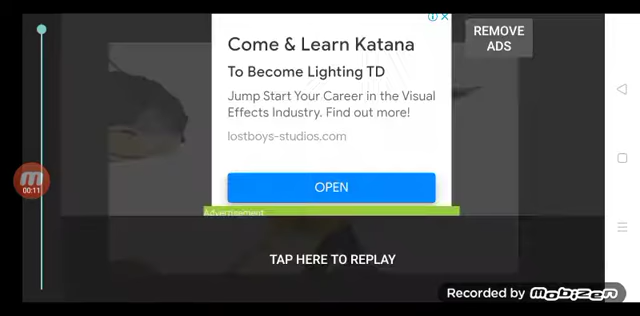 Come & Learn Katana
To Become Lighting TD
Jump Start Your Career in the Visual
Effects Industry. Find out more!
lostboys-studios.com
OPEN
REMOVE
ADS
Advertisement
00:11
TAP HERE TO REPLAY
Recorded by Mobizen